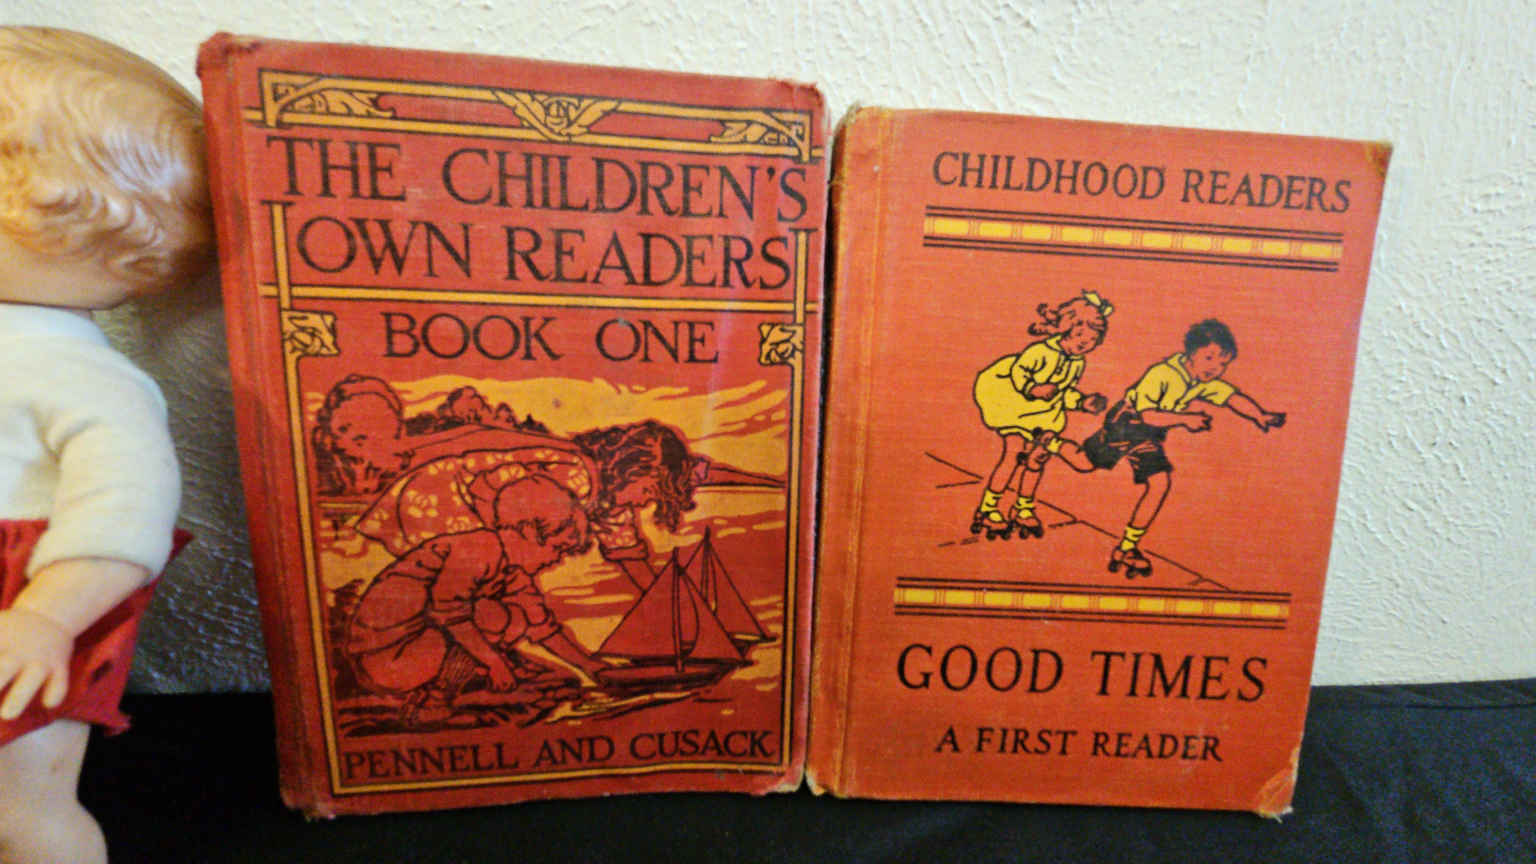 THE CHILDREN'S
OWN READERS
BOOK ONE
PENNELL AND CUSACK
CHILDHOOD READERS
GOOD TIMES
A FIRST READER